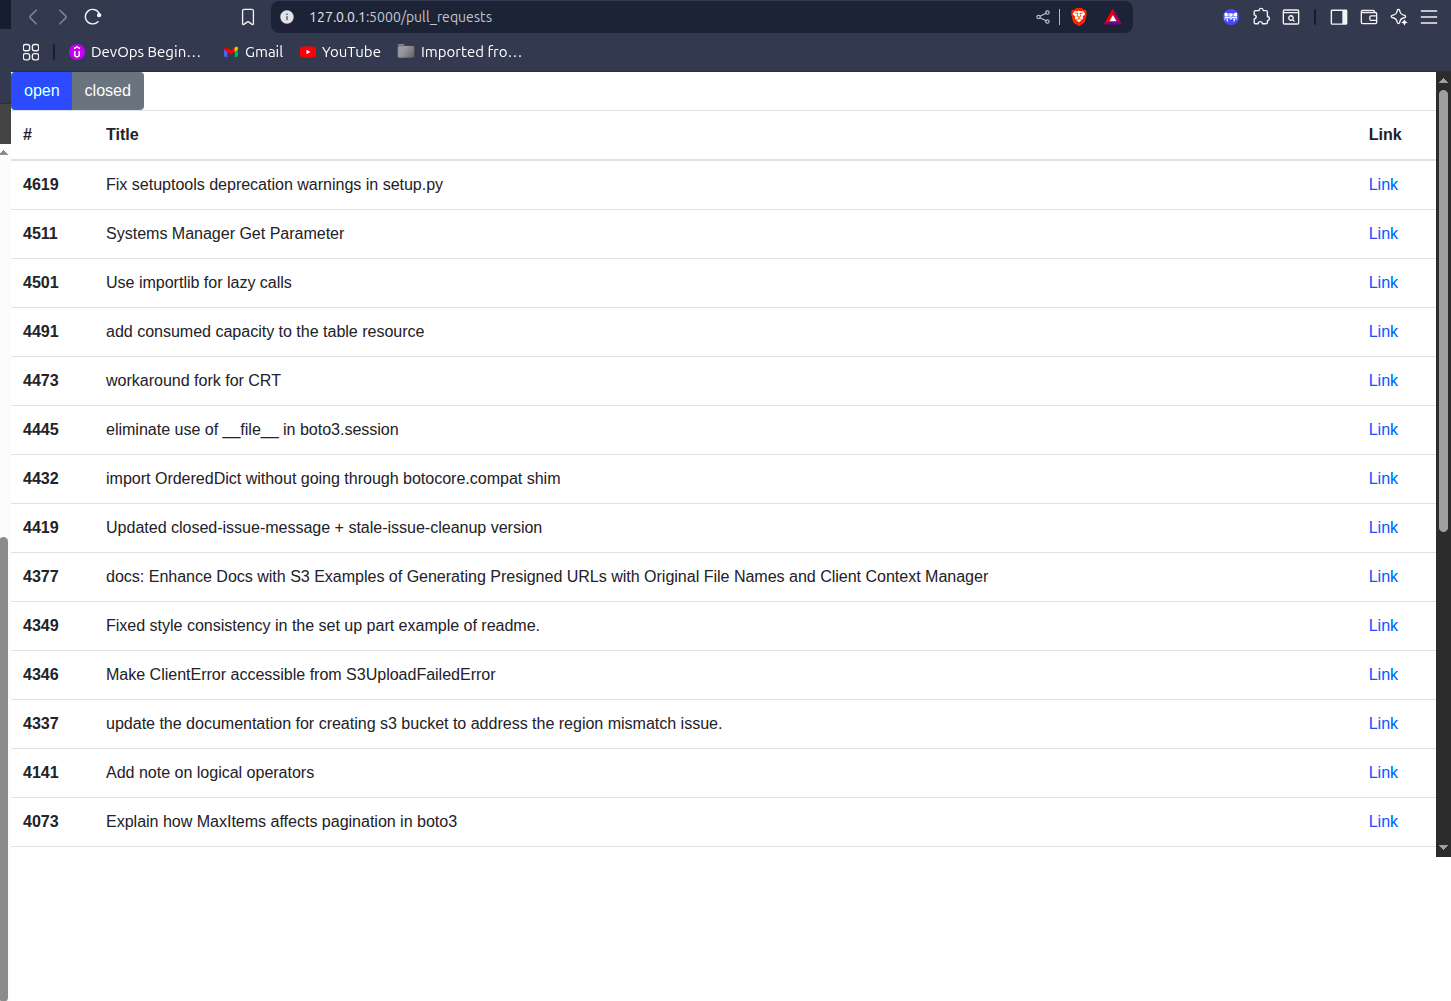 127.0.0.1:5000/pull_requests
DevOps Begin... Gmail YouTube Imported fro...
open closed
# Title Link
4619 Fix setuptools deprecation warnings in setup.py Link
4511 Systems Manager Get Parameter Link
4501 Use importlib for lazy calls Link
4491 add consumed capacity to the table resource Link
4473 workaround fork for CRT Link
4445 eliminate use of __file__ in boto3.session Link
4432 import OrderedDict without going through botocore.compat shim Link
4419 Updated closed-issue-message + stale-issue-cleanup version Link
4377 docs: Enhance Docs with S3 Examples of Generating Presigned URLs with Original File Names and Client Context Manager Link
4349 Fixed style consistency in the set up part example of readme. Link
4346 Make ClientError accessible from S3UploadFailedError Link
4337 update the documentation for creating s3 bucket to address the region mismatch issue. Link
4141 Add note on logical operators Link
4073 Explain how MaxItems affects pagination in boto3 Link